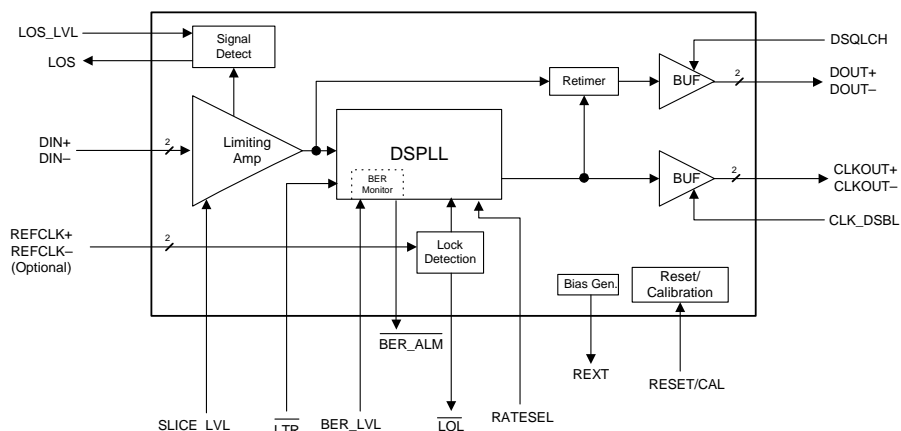 LOS_LVL
LOS
Signal
Detect
DSQLCH
Retimer
BUF
2
DOUT+
DOUT–
DIN+
DIN–
2
Limiting
Amp
DSPLL
BER
Monitor
BUF
2
CLKOUT+
CLKOUT–
CLK_DSBL
REFCLK+
REFCLK–
(Optional)
2
Lock
Detection
Bias Gen.
Reset/
Calibration
BER_ALM
REXT
RESET/CAL
SLICE_LVL
LTR
BER_LVL
LOL
RATESEL